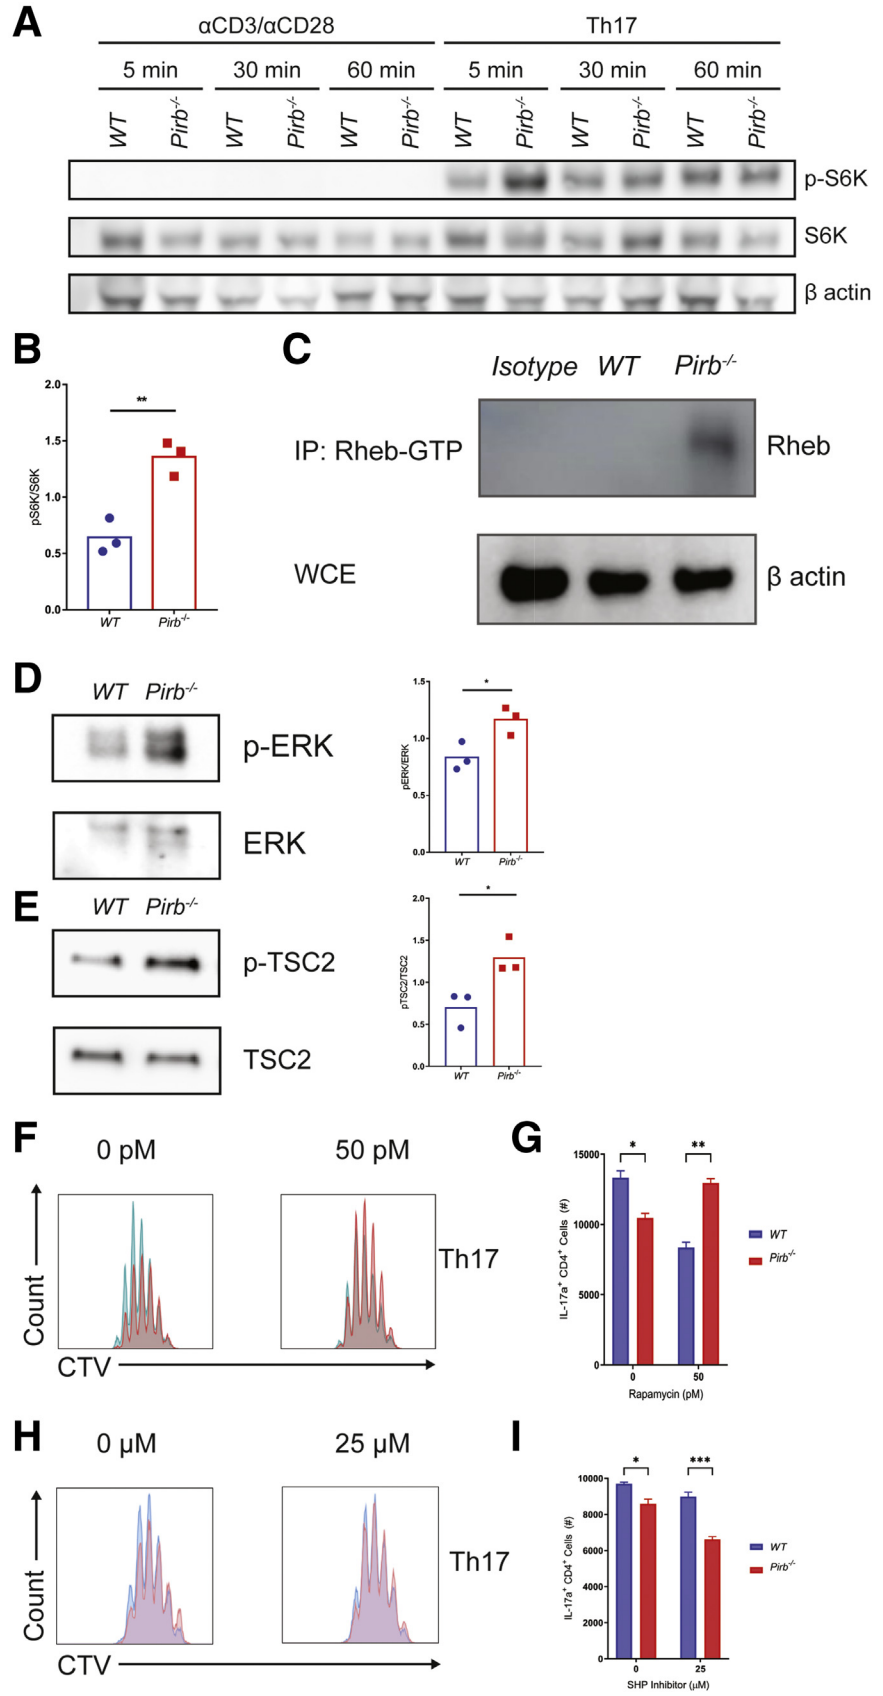 A
αCD3/αCD28 Th17
5 min 30 min 60 min 5 min 30 min 60 min
WT Pirb-/- WT Pirb-/- WT Pirb-/- WT Pirb-/- WT Pirb-/- WT Pirb-/-
p-S6K
S6K
β actin
B
2.0
1.5
1.0
0.5
0.0
pS6K/S6K
**
WT Pirb-/-
C
Isotype WT Pirb-/-
IP: Rheb-GTP Rheb
WCE β actin
D
WT Pirb-/-
p-ERK
ERK
1.5
1.0
0.5
0.0
pERK/ERK
*
WT Pirb-/-
E
WT Pirb-/-
p-TSC2
TSC2
2.0
1.5
1.0
0.5
0.0
pTSC2/TSC2
*
WT Pirb-/-
F
0 pM 50 pM
Count
Th17
CTV
G
15000
10000
5000
0
IL-17a+ CD4+ Cells (#)
* **
0 50
Rapamycin (pM)
WT
Pirb-/-
H
0 µM 25 µM
Count
Th17
CTV
I
10000
8000
6000
4000
2000
0
IL-17a+ CD4+ Cells (#)
* ***
0 25
SHP Inhibitor (µM)
WT
Pirb-/-